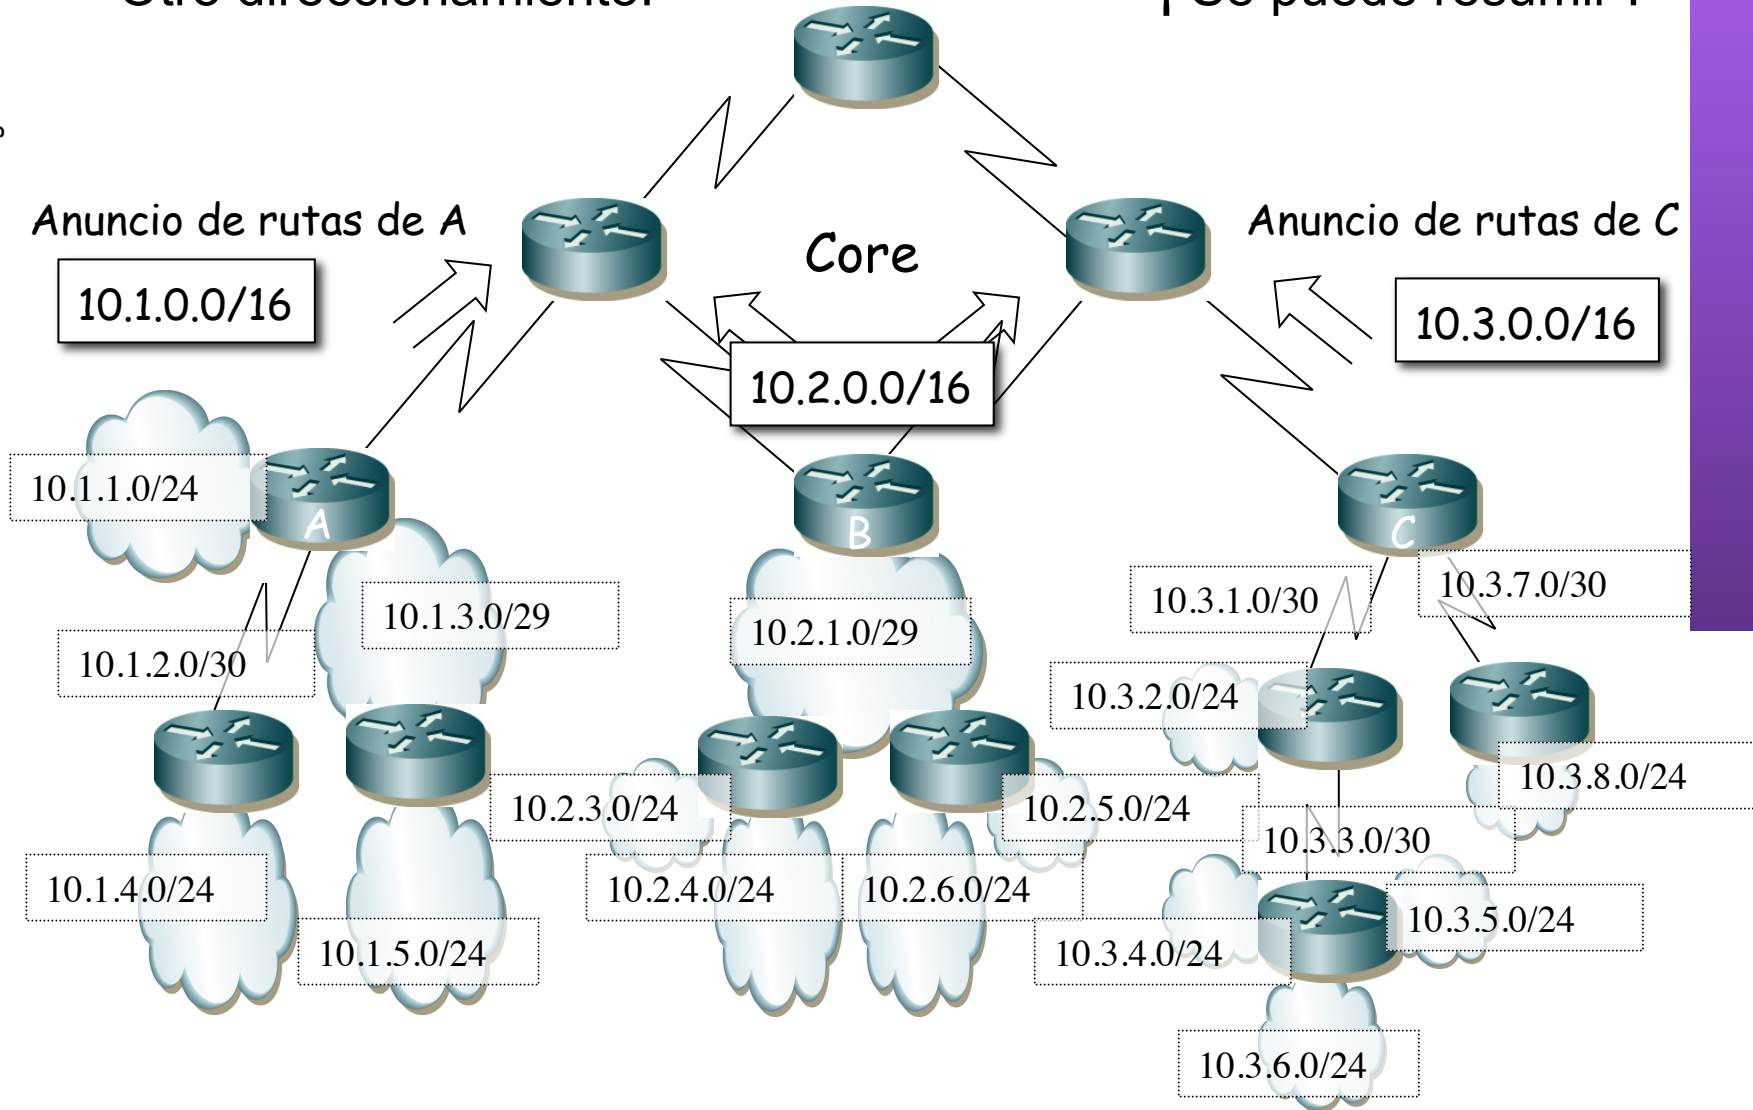 Otro direccionamiento.
¡ Se puede resumir !
Anuncio de rutas de A
10.1.0.0/16
Core
Anuncio de rutas de C
10.3.0.0/16
10.2.0.0/16
10.1.1.0/24
A
B
C
10.1.3.0/29
10.1.2.0/30
10.2.1.0/29
10.3.1.0/30
10.3.7.0/30
10.3.2.0/24
10.3.8.0/24
10.2.3.0/24
10.2.5.0/24
10.3.3.0/30
10.1.4.0/24
10.2.4.0/24
10.2.6.0/24
10.3.5.0/24
10.1.5.0/24
10.3.4.0/24
10.3.6.0/24